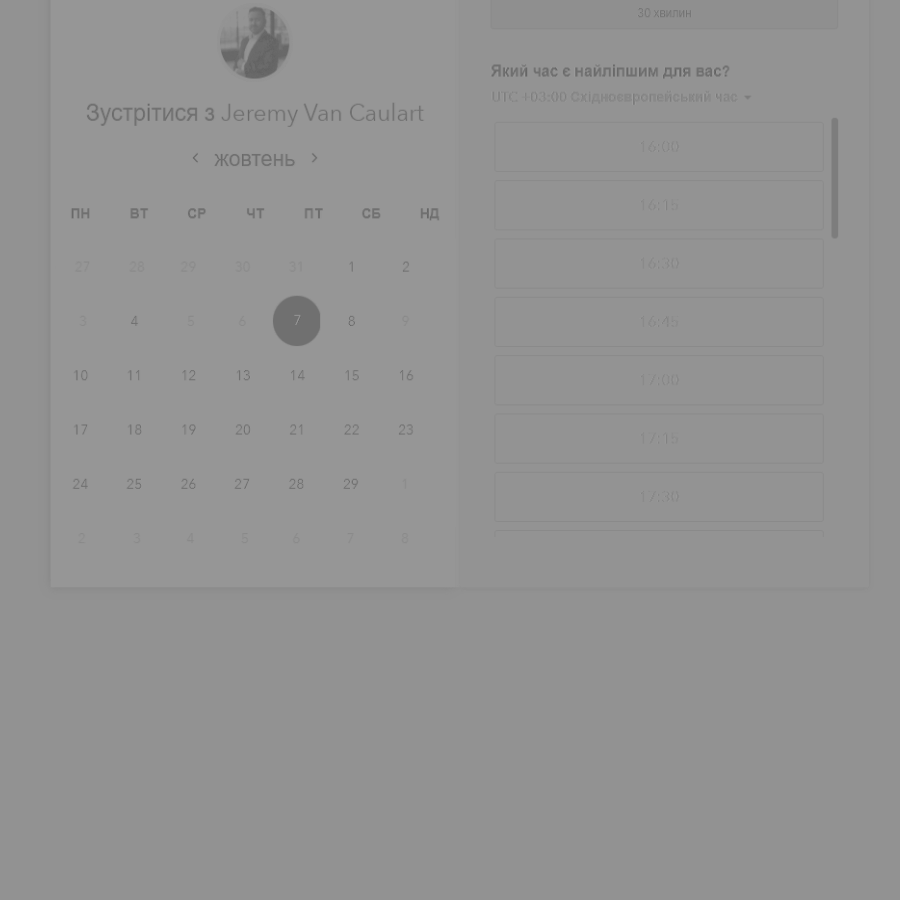 Зустрітися з Jeremy Van Caulart
‹ жовтень ›
ПН ВТ СР ЧТ ПТ СБ НД
27 28 29 30 31 1 2
3 4 5 6 7 8 9
10 11 12 13 14 15 16
17 18 19 20 21 22 23
24 25 26 27 28 29 1
2 3 4 5 6 7 8
30 хвилин
Який час є найліпшим для вас?
UTC +03:00 Східноєвропейський час
16:00
16:15
16:30
16:45
17:00
17:15
17:30